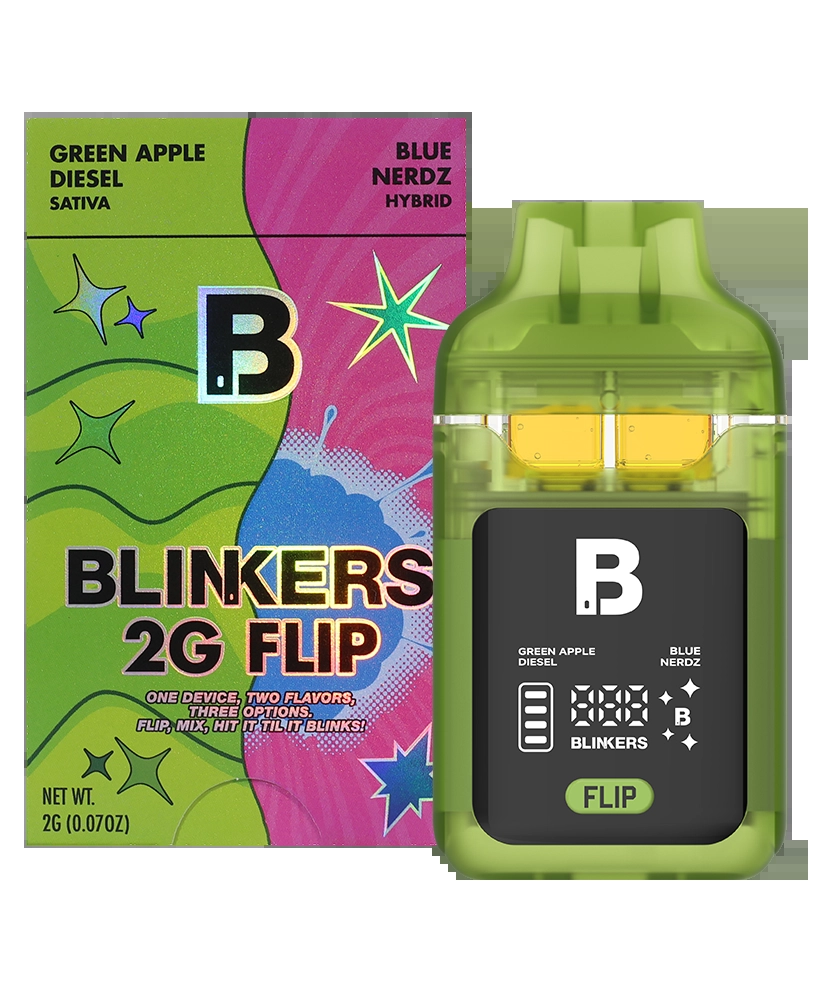 GREEN APPLE
DIESEL
SATIVA
BLUE
NERDZ
HYBRID
B
BLINKERS
2G FLIP
ONE DEVICE, TWO FLAVORS,
THREE OPTIONS.
FLIP, MIX, HIT IT TIL IT BLINKS!
NET WT.
2G (0.07OZ)
B
GREEN APPLE
DIESEL
BLUE
NERDZ
888
B
BLINKERS
FLIP